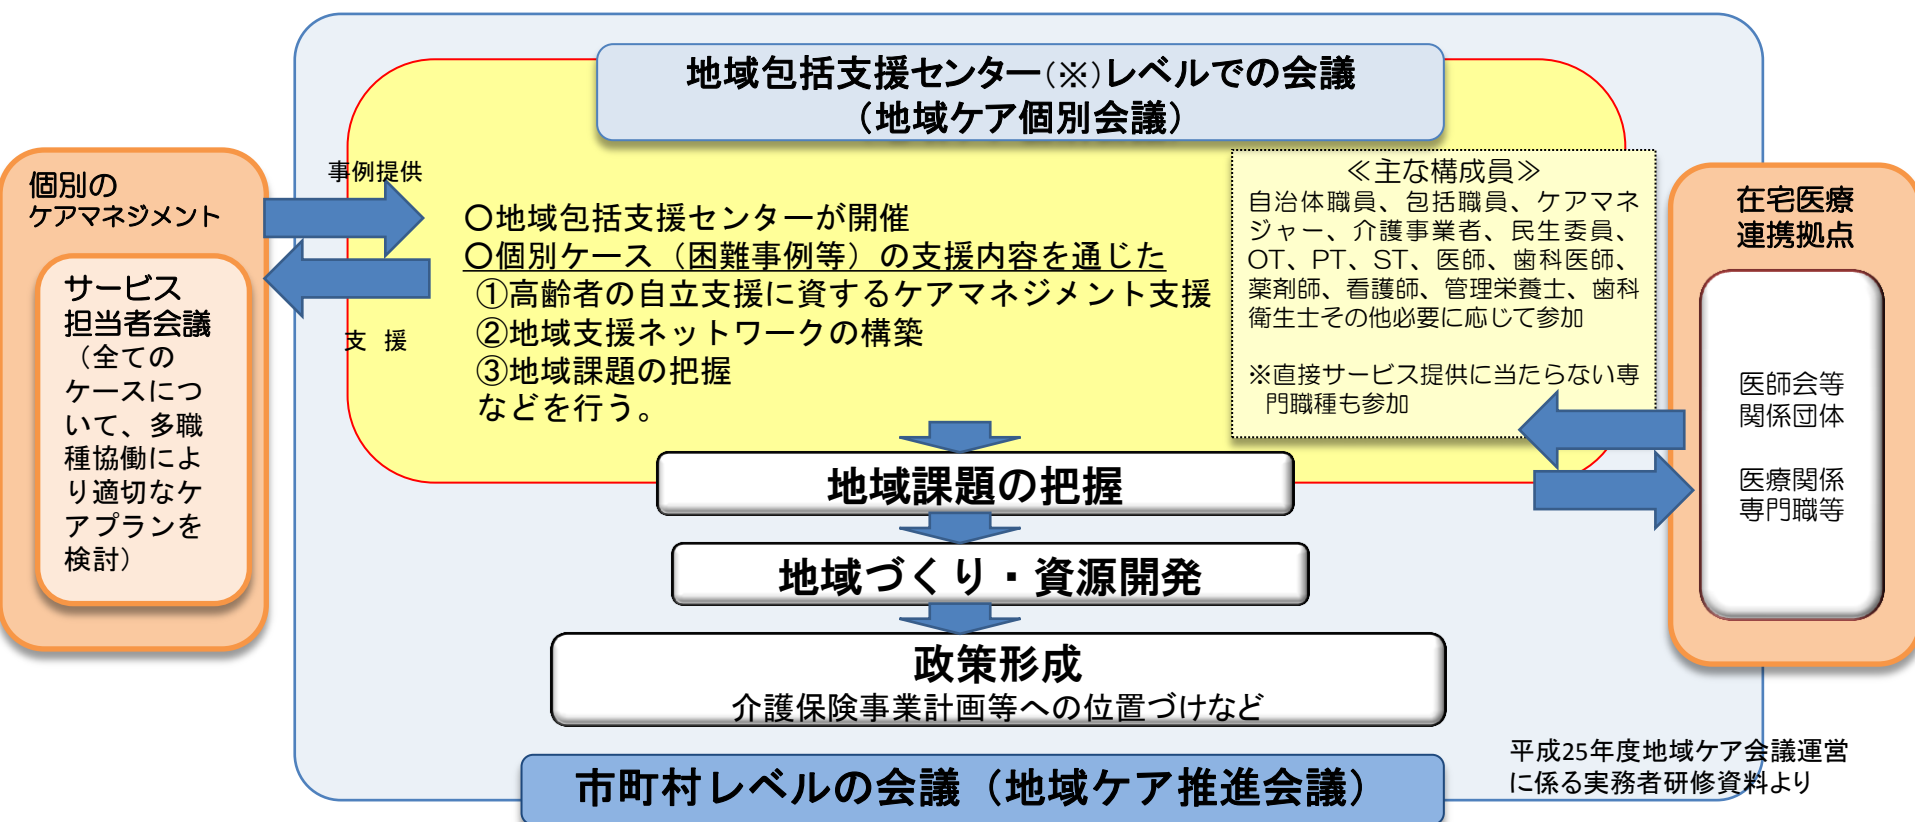 地域包括支援センター(※)レベルでの会議
（地域ケア個別会議）
個別の
ケアマネジメント
サービス
担当者会議
（全ての
ケースにつ
いて、多職
種協働によ
り適切なケ
アプランを
検討）
事例提供
支 援
〇地域包括支援センターが開催
〇個別ケース（困難事例等）の支援内容を通じた
①高齢者の自立支援に資するケアマネジメント支援
②地域支援ネットワークの構築
③地域課題の把握
などを行う。
≪主な構成員≫
自治体職員、包括職員、ケアマネ
ジャー、介護事業者、民生委員、
OT、PT、ST、医師、歯科医師、
薬剤師、看護師、管理栄養士、歯科
衛生士その他必要に応じて参加
※直接サービス提供に当たらない専
門職種も参加
在宅医療
連携拠点
医師会等
関係団体
医療関係
専門職等
地域課題の把握
地域づくり・資源開発
政策形成
介護保険事業計画等への位置づけなど
市町村レベルの会議（地域ケア推進会議）
平成25年度地域ケア会議運営
に係る実務者研修資料より